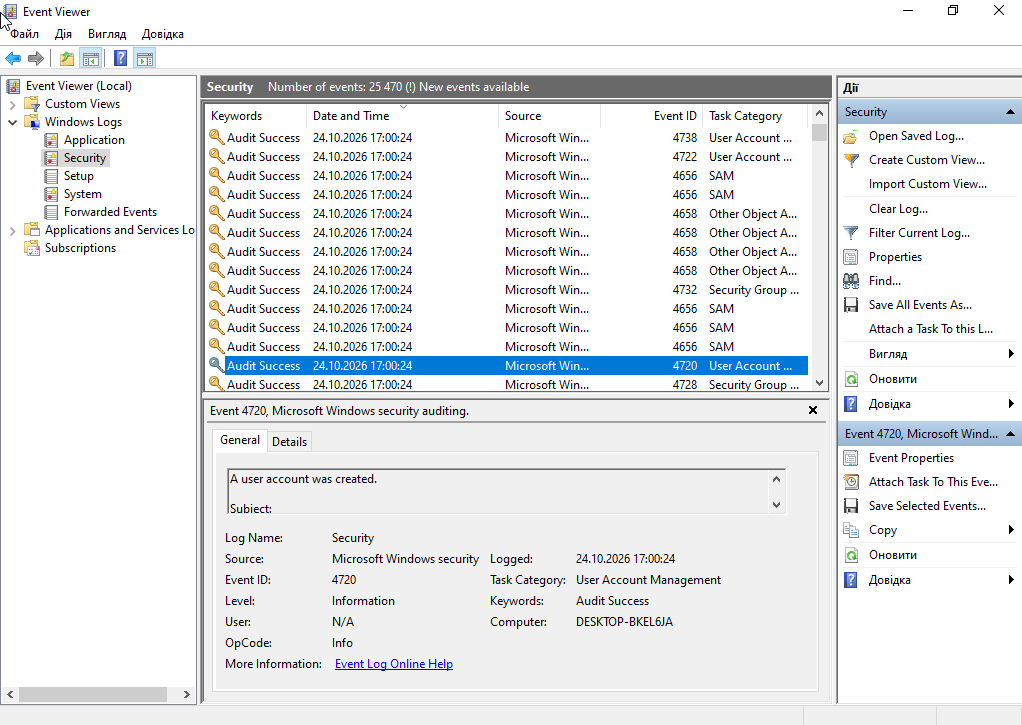 Event Viewer
Файл Дія Вигляд Довідка
Event Viewer (Local)
Custom Views
Windows Logs
Application
Security
Setup
System
Forwarded Events
Applications and Services Lo
Subscriptions
Security Number of events: 25 470 (!) New events available
Keywords Date and Time Source Event ID Task Category
Audit Success 24.10.2026 17:00:24 Microsoft Win... 4738 User Account ...
Audit Success 24.10.2026 17:00:24 Microsoft Win... 4722 User Account ...
Audit Success 24.10.2026 17:00:24 Microsoft Win... 4656 SAM
Audit Success 24.10.2026 17:00:24 Microsoft Win... 4656 SAM
Audit Success 24.10.2026 17:00:24 Microsoft Win... 4658 Other Object A...
Audit Success 24.10.2026 17:00:24 Microsoft Win... 4658 Other Object A...
Audit Success 24.10.2026 17:00:24 Microsoft Win... 4658 Other Object A...
Audit Success 24.10.2026 17:00:24 Microsoft Win... 4658 Other Object A...
Audit Success 24.10.2026 17:00:24 Microsoft Win... 4732 Security Group ...
Audit Success 24.10.2026 17:00:24 Microsoft Win... 4656 SAM
Audit Success 24.10.2026 17:00:24 Microsoft Win... 4656 SAM
Audit Success 24.10.2026 17:00:24 Microsoft Win... 4656 SAM
Audit Success 24.10.2026 17:00:24 Microsoft Win... 4720 User Account ...
Audit Success 24.10.2026 17:00:24 Microsoft Win... 4728 Security Group ...
Event 4720, Microsoft Windows security auditing.
General Details
A user account was created.
Subject:
Log Name: Security
Source: Microsoft Windows security Logged: 24.10.2026 17:00:24
Event ID: 4720 Task Category: User Account Management
Level: Information Keywords: Audit Success
User: N/A Computer: DESKTOP-BKEL6JA
OpCode: Info
More Information: Event Log Online Help
Дії
Security
Open Saved Log...
Create Custom View...
Import Custom View...
Clear Log...
Filter Current Log...
Properties
Find...
Save All Events As...
Attach a Task To this L...
Вигляд
Оновити
Довідка
Event 4720, Microsoft Wind...
Event Properties
Attach Task To This Eve...
Save Selected Events...
Copy
Оновити
Довідка